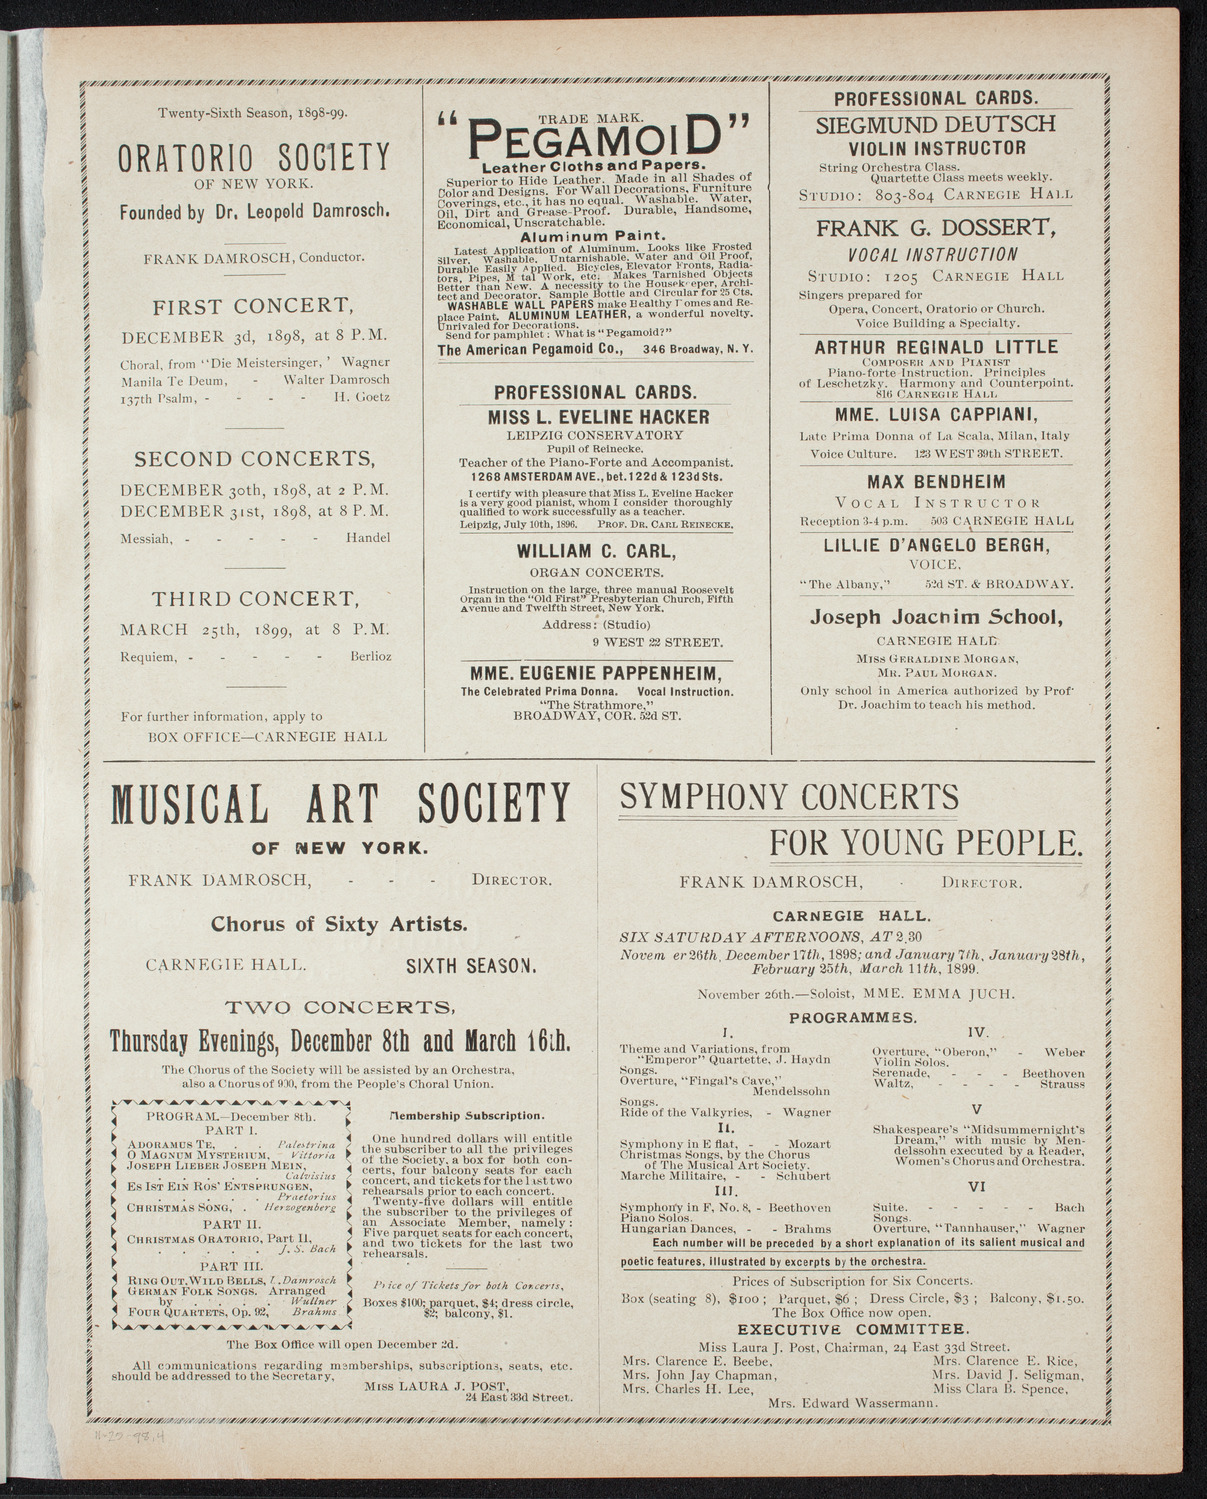 Twenty-Sixth Season, 1898-99.
ORATORIO SOCIETY
OF NEW YORK.
Founded by Dr. Leopold Damrosch.
FRANK DAMROSCH, Conductor.
FIRST CONCERT,
DECEMBER 3d, 1898, at 8 P.M.
Choral, from "Die Meistersinger,' Wagner
Manila Te Deum, - Walter Damrosch
137th Psalm, - - - - H. Goetz
SECOND CONCERTS,
DECEMBER 30th, 1898, at 2 P.M.
DECEMBER 31st, 1898, at 8 P.M.
Messiah, - - - - - Handel
THIRD CONCERT,
MARCH 25th, 1899, at 8 P.M.
Requiem, - - - - - Berlioz
For further information, apply to
BOX OFFICE—CARNEGIE HALL
TRADE MARK.
"PEGAMOID"
Leather Cloths and Papers.
Superior to Hide Leather. Made in all Shades of
Color and Designs. For Wall Decorations, Furniture
Coverings, etc., it has no equal. Washable. Water,
Oil, Dirt and Grease-Proof. Durable, Handsome,
Economical, Unscratchable.
Aluminum Paint.
Latest Application of Aluminum. Looks like Frosted
Silver. Washable. Untarnishable. Water and Oil Proof,
Durable Easily Applied. Bicycles, Elevator Fronts, Radia-
tors, Pipes, M tal Work, etc. Makes Tarnished Objects
Better than New. A necessity to the Housek eper, Archi-
tect and Decorator. Sample Bottle and Circular for 25 Cts.
WASHABLE WALL PAPERS make Healthy Homes and Re-
place Paint. ALUMINUM LEATHER, a wonderful novelty.
Unrivaled for Decorations.
Send for pamphlet: What is "Pegamoid?"
The American Pegamoid Co., 346 Broadway, N. Y.
PROFESSIONAL CARDS.
MISS L. EVELINE HACKER
LEIPZIG CONSERVATORY
Pupil of Reinecke.
Teacher of the Piano-Forte and Accompanist.
1268 AMSTERDAM AVE., bet. 122d & 123d Sts.
I certify with pleasure that Miss L. Eveline Hacker
is a very good pianist, whom I consider thoroughly
qualified to work successfully as a teacher.
Leipzig, July 10th, 1896. PROF. DR. CARL REINECKE.
WILLIAM C. CARL,
ORGAN CONCERTS.
Instruction on the large, three manual Roosevelt
Organ in the "Old First" Presbyterian Church, Fifth
Avenue and Twelfth Street, New York.
Address: (Studio)
9 WEST 22 STREET.
MME. EUGENIE PAPPENHEIM,
The Celebrated Prima Donna. Vocal Instruction.
"The Strathmore,"
BROADWAY, COR. 52d ST.
PROFESSIONAL CARDS.
SIEGMUND DEUTSCH
VIOLIN INSTRUCTOR
String Orchestra Class.
Quartette Class meets weekly.
STUDIO: 803-804 CARNEGIE HALL
FRANK G. DOSSERT,
VOCAL INSTRUCTION
STUDIO: 1205 CARNEGIE HALL
Singers prepared for
Opera, Concert, Oratorio or Church.
Voice Building a Specialty.
ARTHUR REGINALD LITTLE
COMPOSER AND PIANIST
Piano-forte Instruction. Principles
of Leschetzky. Harmony and Counterpoint.
816 CARNEGIE HALL
MME. LUISA CAPPIANI,
Late Prima Donna of La Scala, Milan, Italy
Voice Culture. 123 WEST 39th STREET.
MAX BENDHEIM
VOCAL INSTRUCTOR
Reception 3-4 p.m. 503 CARNEGIE HALL
LILLIE D'ANGELO BERGH,
VOICE.
"The Albany," 52d ST. & BROADWAY.
Joseph Joachim School,
CARNEGIE HALL
MISS GERALDINE MORGAN,
MR. PAUL MORGAN.
Only school in America authorized by Prof
Dr. Joachim to teach his method.
MUSICAL ART SOCIETY
OF NEW YORK.
FRANK DAMROSCH, - - - DIRECTOR.
Chorus of Sixty Artists.
CARNEGIE HALL. SIXTH SEASON.
TWO CONCERTS,
Thursday Evenings, December 8th and March 16th.
The Chorus of the Society will be assisted by an Orchestra,
also a Chorus of 900, from the People's Choral Union.
PROGRAM.—December 8th.
PART I.
ADORAMUS TE, . . Palestrina
O MAGNUM MYSTERIUM, - Vittoria
JOSEPH LIEBER JOSEPH MEIN,
. . . . . Calvisius
ES IST EIN ROS' ENTSPRUNGEN,
. . . . . Praetorius
CHRISTMAS SONG, . Herzogenberg
PART II.
CHRISTMAS ORATORIO, Part II,
. . . . . J. S. Bach
PART III.
RING OUT, WILD BELLS, L. Damrosch
GERMAN FOLK SONGS. Arranged
by . . . . Wullner
FOUR QUARTETS, Op. 92, Brahms
Membership Subscription.
One hundred dollars will entitle
the subscriber to all the privileges
of the Society, a box for both con-
certs, four balcony seats for each
concert, and tickets for the last two
rehearsals prior to each concert.
Twenty-five dollars will entitle
the subscriber to the privileges of
an Associate Member, namely:
Five parquet seats for each concert,
and two tickets for the last two
rehearsals.
Price of Tickets for both Concerts,
Boxes $100; parquet, $4; dress circle,
$2; balcony, $1.
The Box Office will open December 2d.
All communications regarding memberships, subscriptions, seats, etc.
should be addressed to the Secretary,
Miss LAURA J. POST,
24 East 33d Street.
SYMPHONY CONCERTS
FOR YOUNG PEOPLE.
FRANK DAMROSCH, - DIRECTOR.
CARNEGIE HALL.
SIX SATURDAY AFTERNOONS, AT 2.30
Novem er 26th, December 17th, 1898; and January 7th, January 28th,
February 25th, March 11th, 1899.
November 26th.—Soloist, MME. EMMA JUCH.
PROGRAMMES.
I.
Theme and Variations, from
"Emperor" Quartette, J. Haydn
Songs.
Overture, "Fingal's Cave,"
Mendelssohn
Songs.
Ride of the Valkyries, - Wagner
II.
Symphony in E flat, - - Mozart
Christmas Songs, by the Chorus
of The Musical Art Society.
Marche Militaire, - - Schubert
III.
Symphony in F, No. 8, - Beethoven
Piano Solos.
Hungarian Dances, - - Brahms
IV.
Overture, "Oberon," - Weber
Violin Solos.
Serenade, - - - Beethoven
Waltz, - - - - Strauss
V
Shakespeare's "Midsummernight's
Dream," with music by Men-
delssohn executed by a Reader,
Women's Chorus and Orchestra.
VI
Suite. - - - - - Bach
Songs.
Overture, "Tannhauser," Wagner
Each number will be preceded by a short explanation of its salient musical and
poetic features, illustrated by excerpts by the orchestra.
Prices of Subscription for Six Concerts.
Box (seating 8), $100; Parquet, $6; Dress Circle, $3; Balcony, $1.50.
The Box Office now open.
EXECUTIVE COMMITTEE.
Miss Laura J. Post, Chairman, 24 East 33d Street.
Mrs. Clarence E. Beebe, Mrs. Clarence E. Rice,
Mrs. John Jay Chapman, Mrs. David J. Seligman,
Mrs. Charles H. Lee, Miss Clara B. Spence,
Mrs. Edward Wassermann.